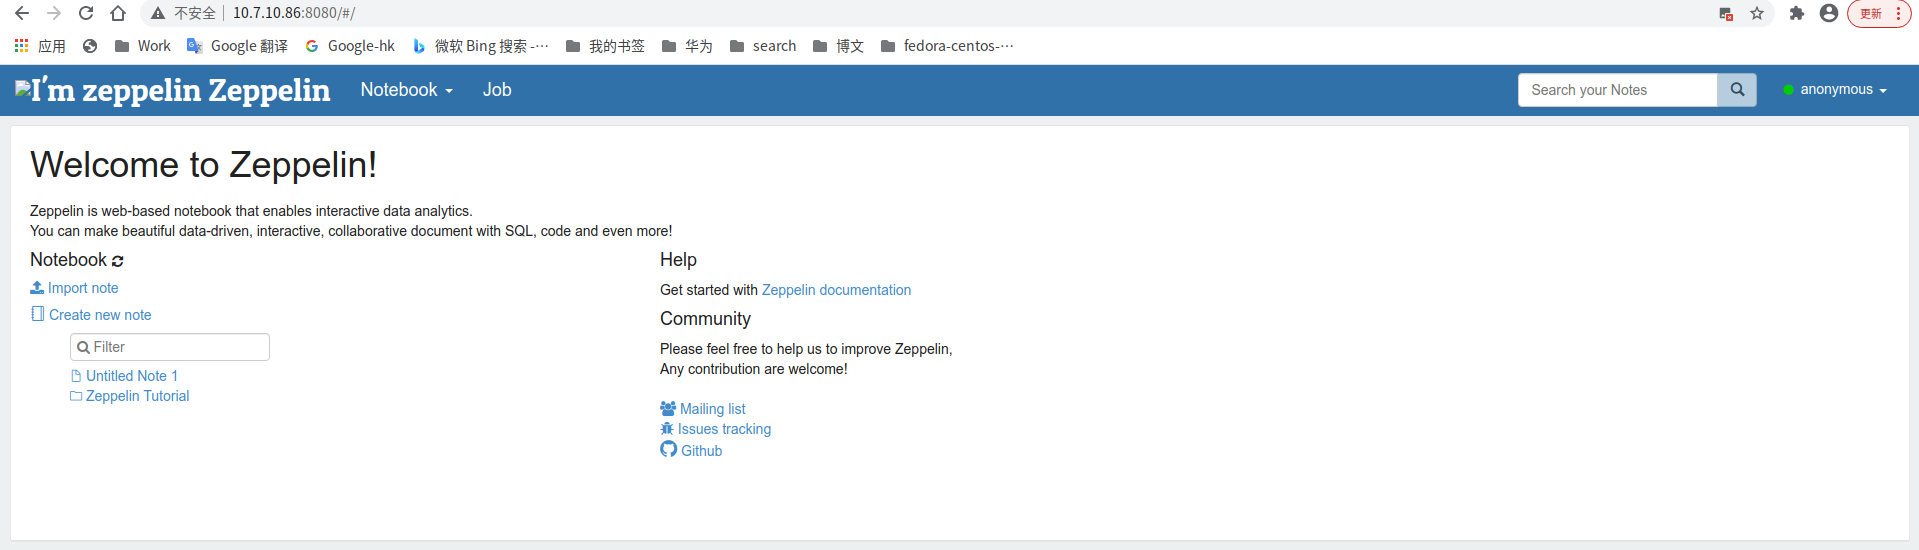 不安全 10.7.10.86:8080/#/ 更新
应用 Work Google 翻译 Google-hk 微软 Bing 搜索 -··· 我的书签 华为 search 博文 fedora-centos-···
I'm zeppelin Zeppelin Notebook Job Search your Notes anonymous
Welcome to Zeppelin!
Zeppelin is web-based notebook that enables interactive data analytics.
You can make beautiful data-driven, interactive, collaborative document with SQL, code and even more!
Notebook
Import note
Create new note
Filter
Untitled Note 1
Zeppelin Tutorial
Help
Get started with Zeppelin documentation
Community
Please feel free to help us to improve Zeppelin,
Any contribution are welcome!
Mailing list
Issues tracking
Github